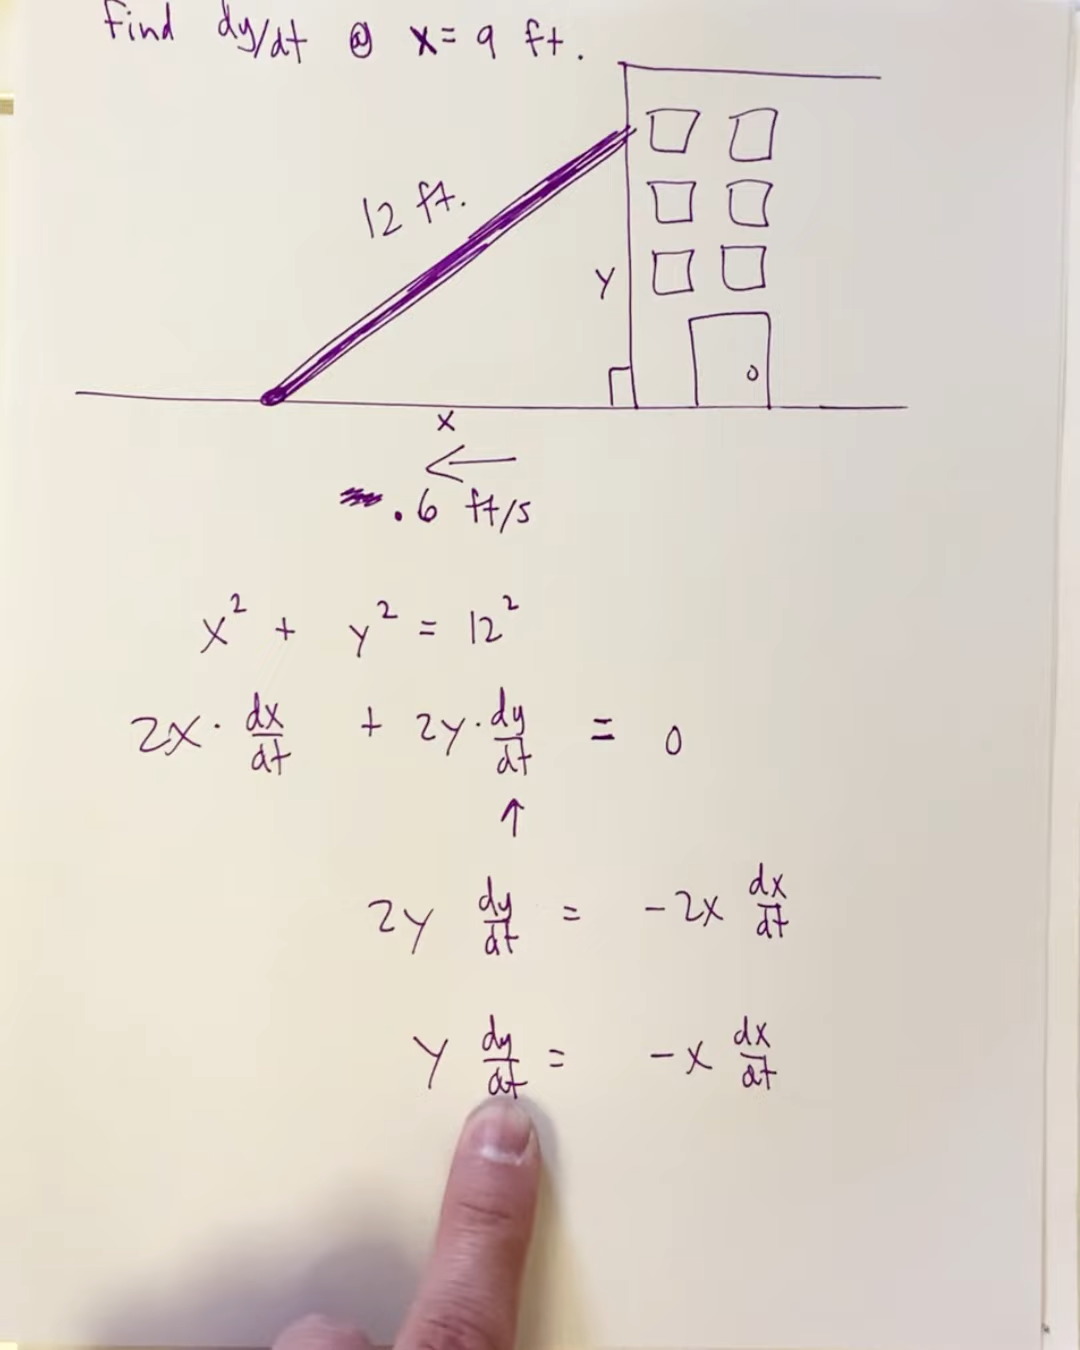 Find dy/dt @ x = 9 ft.
12 ft.
y
x
.6 ft/s
x² + y² = 12²
2x · dx/dt + 2y · dy/dt = 0
2y dy/dt = -2x dx/dt
y dy/dt = -x dx/dt